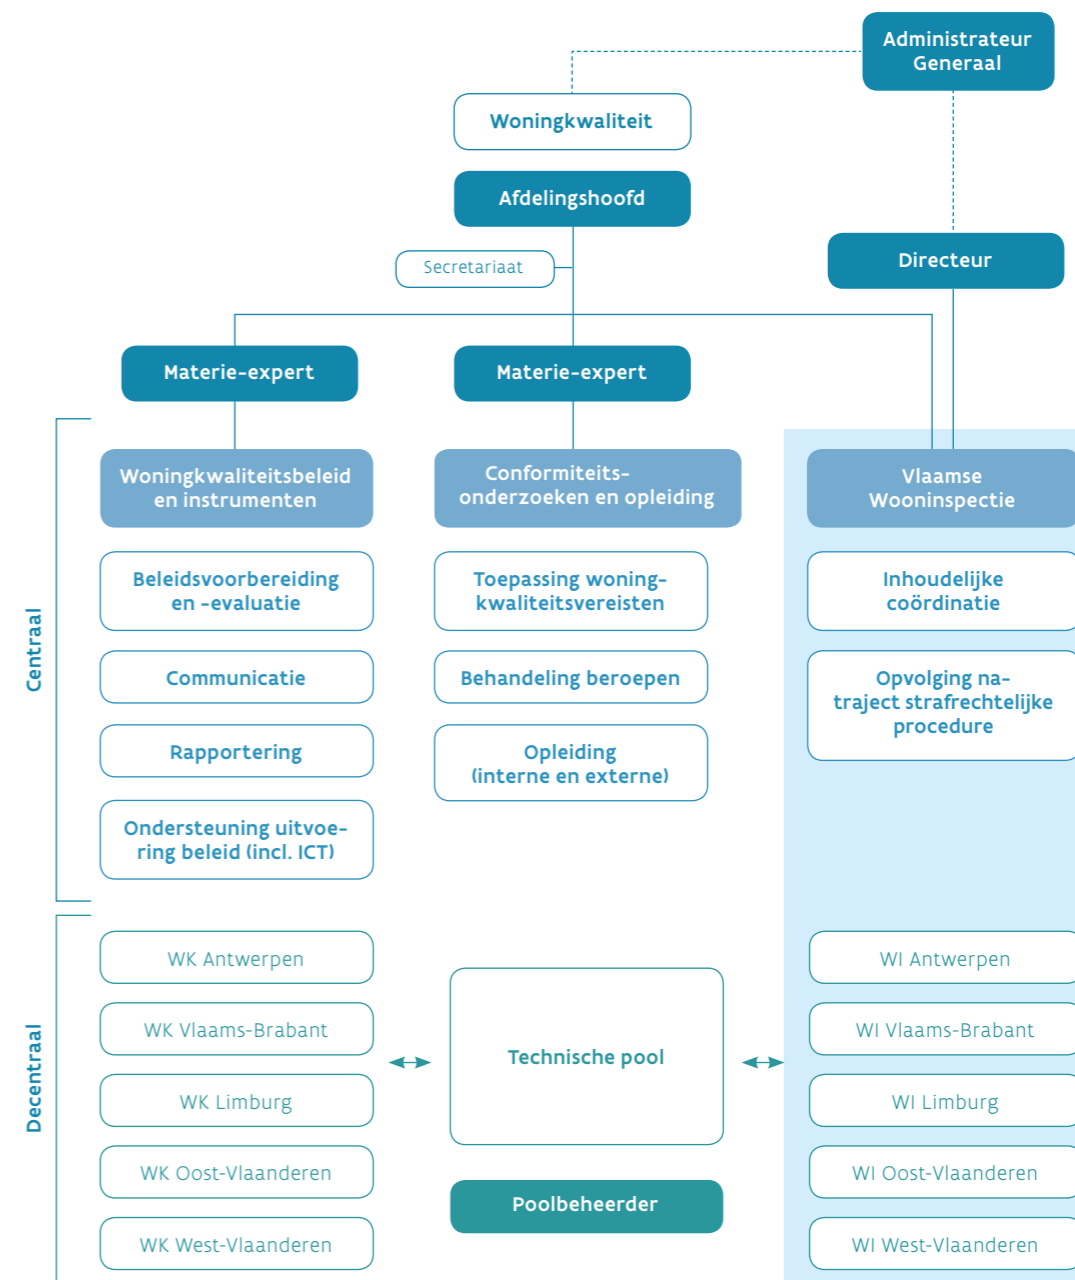 Administrateur
Generaal
Woningkwaliteit
Afdelingshoofd
Secretariaat
Directeur
Materie-expert
Materie-expert
Centraal
Woningkwaliteitsbeleid
en instrumenten
Beleidsvoorbereiding
en -evaluatie
Communicatie
Rapportering
Ondersteuning uitvoe-
ring beleid (incl. ICT)
Conformiteits-
onderzoeken en opleiding
Toepassing woning-
kwaliteitsvereisten
Behandeling beroepen
Opleiding
(interne en externe)
Vlaamse
Wooninspectie
Inhoudelijke
coördinatie
Opvolging na-
traject strafrechtelijke
procedure
Decentraal
WK Antwerpen
WK Vlaams-Brabant
WK Limburg
WK Oost-Vlaanderen
WK West-Vlaanderen
Technische pool
Poolbeheerder
WI Antwerpen
WI Vlaams-Brabant
WI Limburg
WI Oost-Vlaanderen
WI West-Vlaanderen